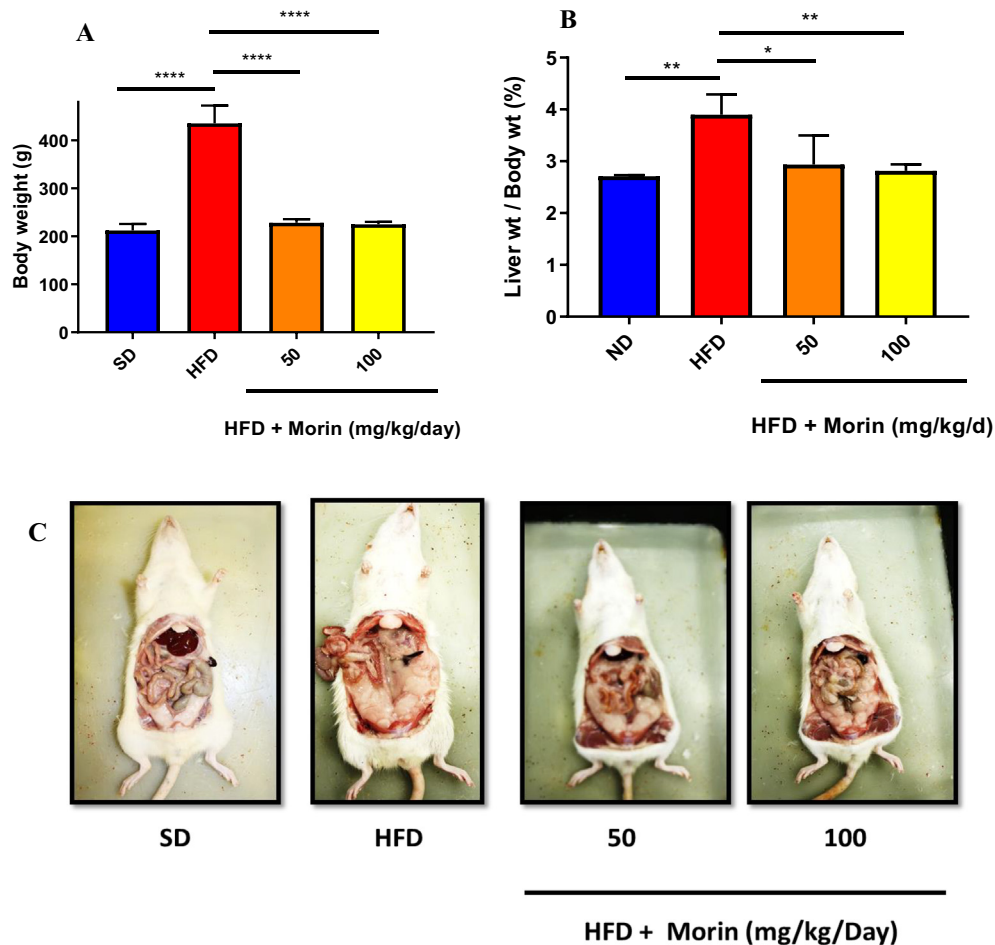 A
****
****
****
Body weight (g)
400
300
200
100
0
SD
HFD
50
100
HFD + Morin (mg/kg/day)
B
**
*
**
Liver wt / Body wt (%)
5
4
3
2
1
0
ND
HFD
50
100
HFD + Morin (mg/kg/d)
C
SD
HFD
50
100
HFD + Morin (mg/kg/Day)